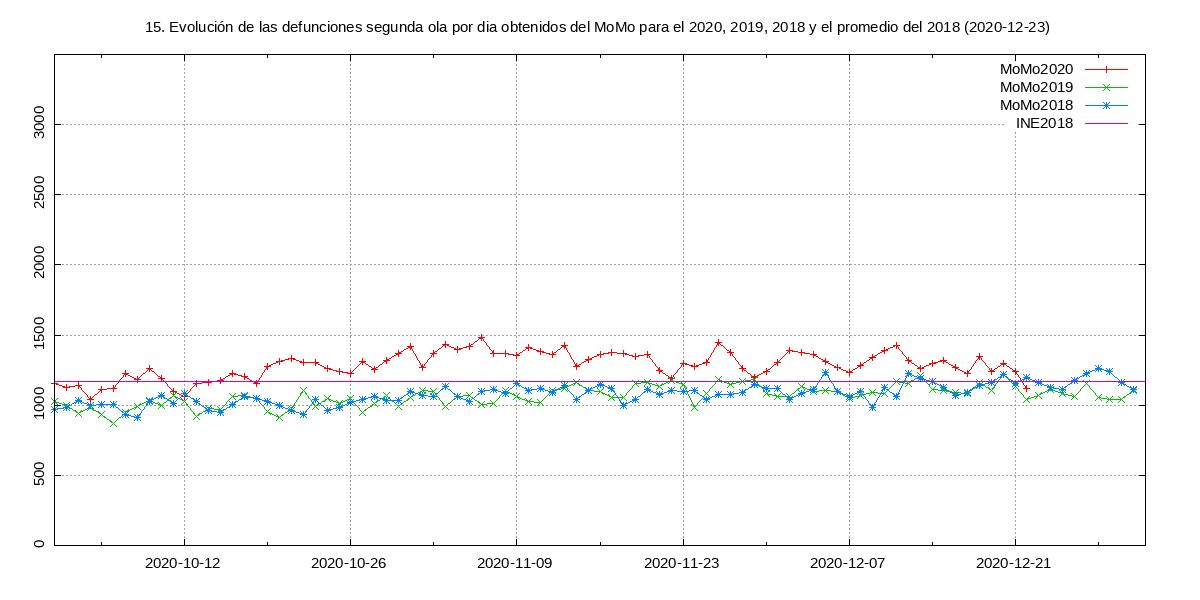 15. Evolución de las defunciones segunda ola por dia obtenidos del MoMo para el 2020, 2019, 2018 y el promedio del 2018 (2020-12-23)
MoMo2020
MoMo2019
MoMo2018
INE2018
3000
2500
2000
1500
1000
500
0
2020-10-12 2020-10-26 2020-11-09 2020-11-23 2020-12-07 2020-12-21